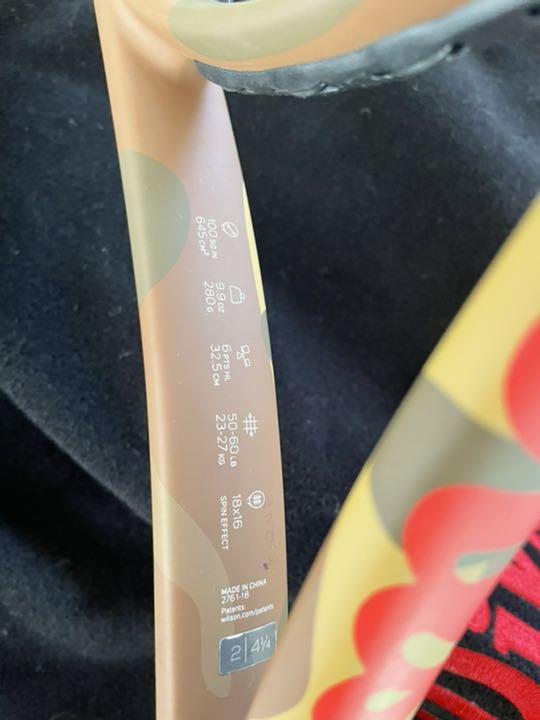 100 SQ IN
645 CM²
9.9 OZ
280 G
6 PTS HL
32.5 CM
50-60 LB
23-27 KG
18x16
SPIN EFFECT
MADE IN CHINA
2761-18
Patents:
wilson.com/patents
2 | 4¼